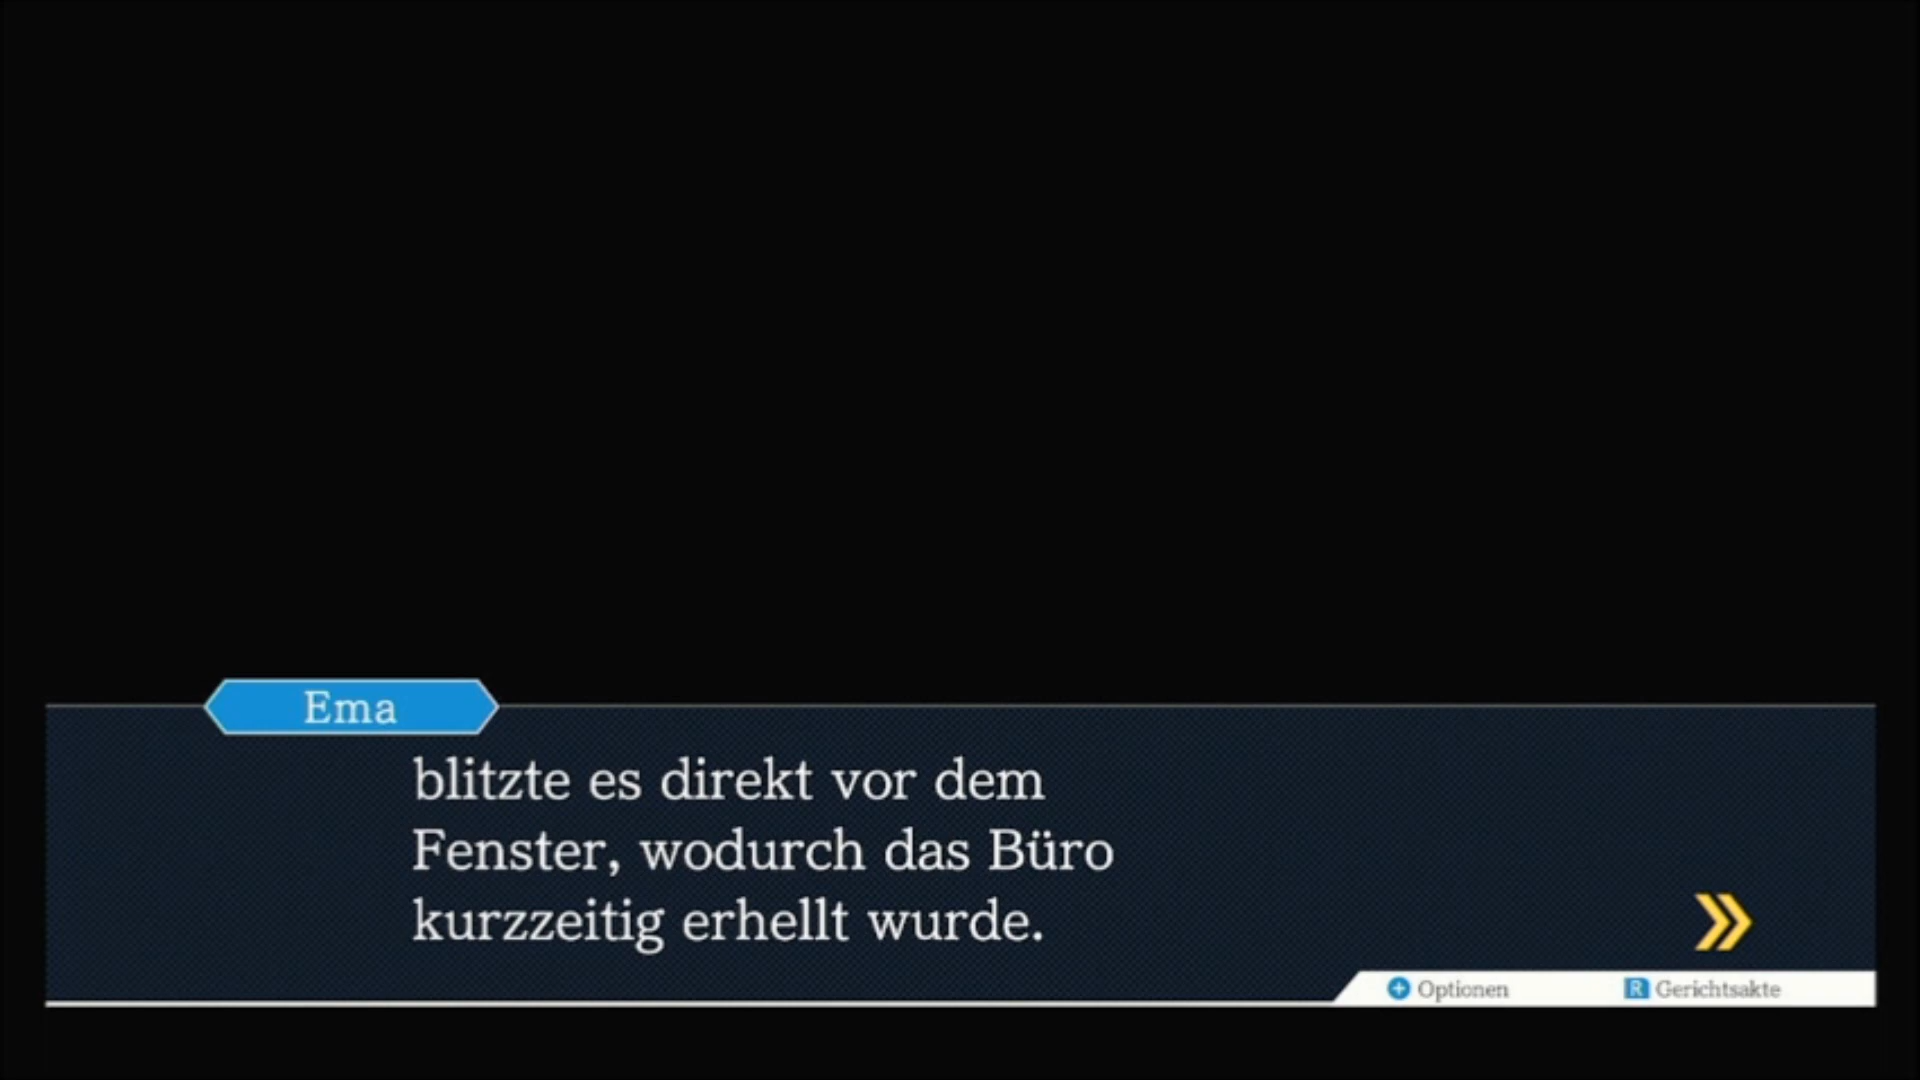 Ema
blitzte es direkt vor dem
Fenster, wodurch das Büro
kurzzeitig erhellt wurde.
+ Optionen R Gerichtsakte